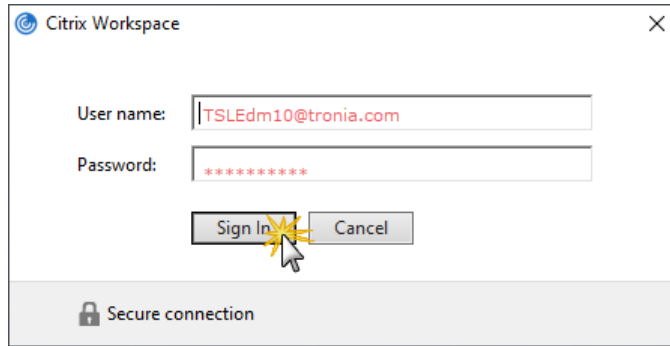 Citrix Workspace
User name: TSLEdm10@tronia.com
Password: **********
Sign In Cancel
Secure connection